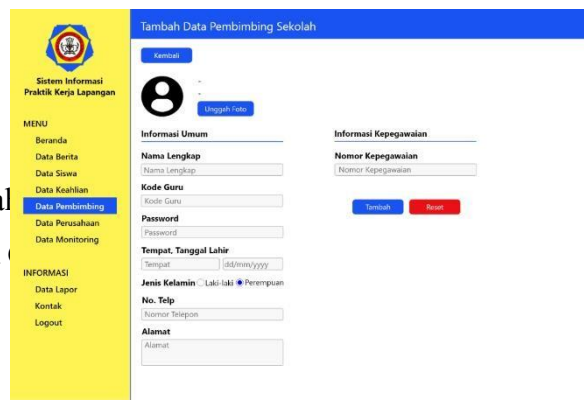 Tambah Data Pembimbing Sekolah
Sistem Informasi
Praktik Kerja Lapangan
MENU
Beranda
Data Berita
Data Siswa
Data Keahlian
Data Pembimbing
Data Perusahaan
Data Monitoring
INFORMASI
Data Lapor
Kontak
Logout
Kembali
-
-
Unggah Foto
Informasi Umum
Nama Lengkap
Nama Lengkap
Kode Guru
Kode Guru
Password
Password
Tempat, Tanggal Lahir
Tempat dd/mm/yyyy
Jenis Kelamin Laki-laki Perempuan
No. Telp
Nomor Telepon
Alamat
Alamat
Informasi Kepegawaian
Nomor Kepegawaian
Nomor Kepegawaian
Tambah Reset